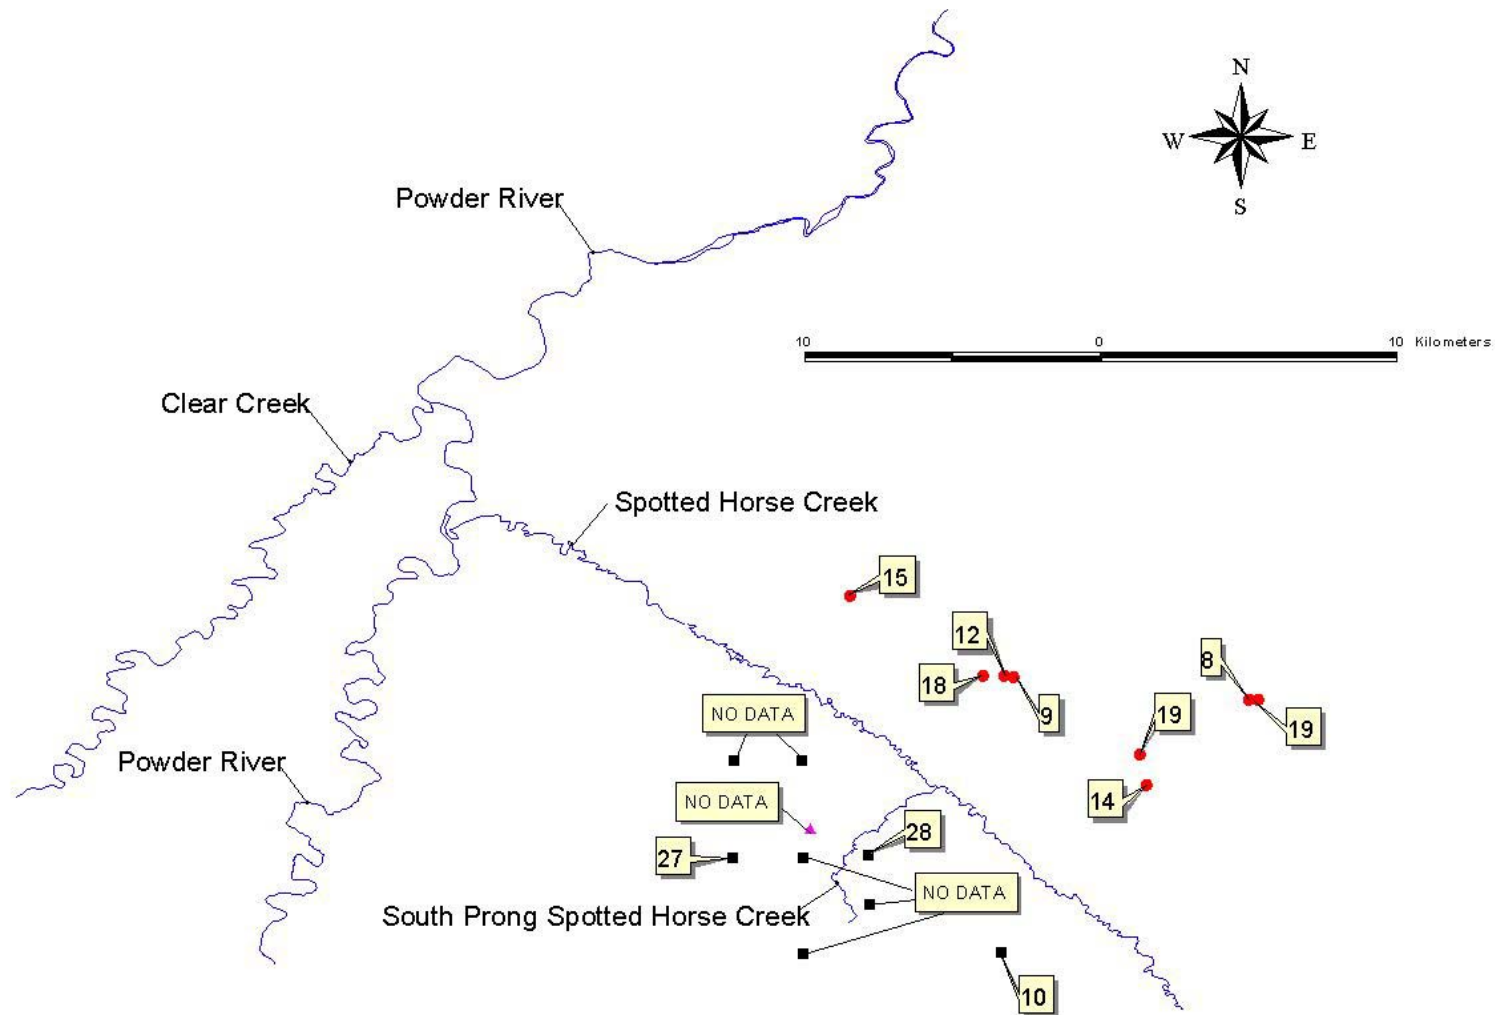 N
W
E
S
Powder River
10
0
10 Kilometers
Clear Creek
Spotted Horse Creek
15
12
18
9
8
19
19
14
NO DATA
Powder River
NO DATA
27
28
NO DATA
South Prong Spotted Horse Creek
10